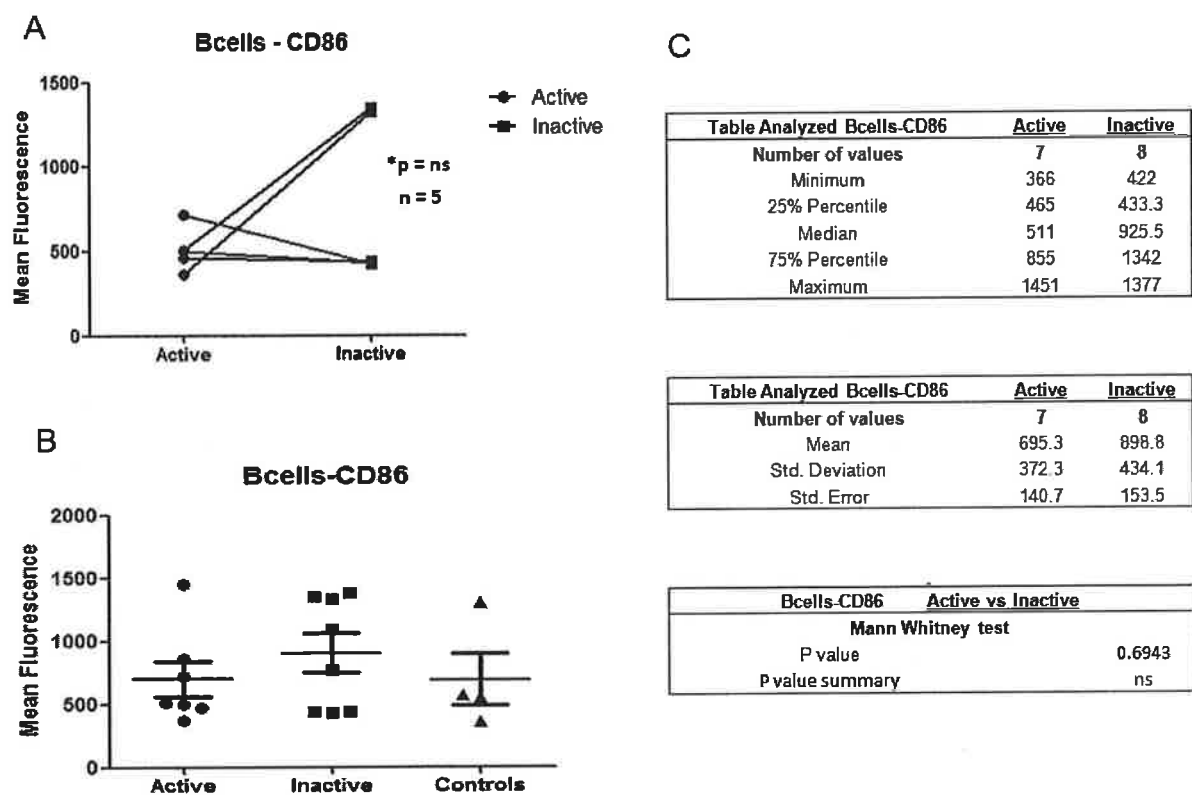 A
Bcells - CD86
Mean Fluorescence
1500
1000
500
0
Active
Inactive
Active
Inactive
*p = ns
n = 5
B
Bcells-CD86
Mean Fluorescence
2000
1500
1000
500
0
Active Inactive Controls
C
Table Analyzed Bcells-CD86 Active Inactive
Number of values 7 8
Minimum 366 422
25% Percentile 465 433.3
Median 511 925.5
75% Percentile 855 1342
Maximum 1451 1377
Table Analyzed Bcells-CD86 Active Inactive
Number of values 7 8
Mean 695.3 898.8
Std. Deviation 372.3 434.1
Std. Error 140.7 153.5
Bcells-CD86 Active vs Inactive
Mann Whitney test
P value 0.6943
P value summary ns